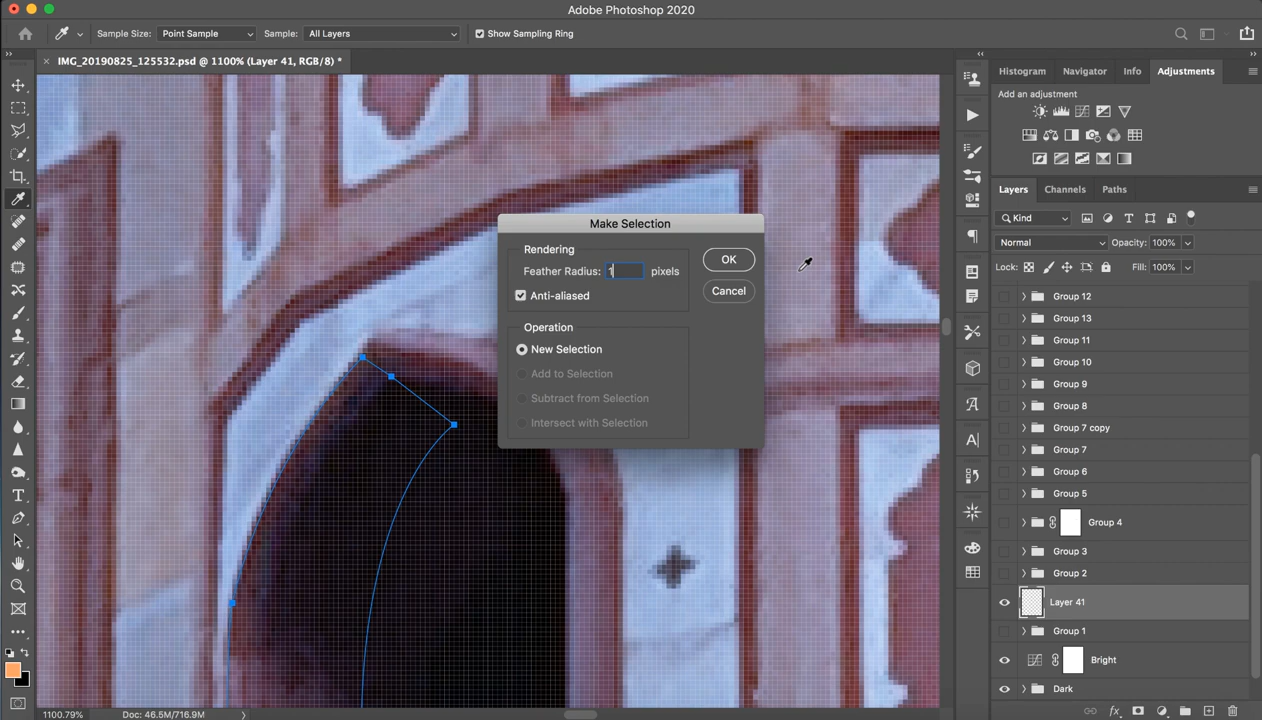 Adobe Photoshop 2020
Sample Size: Point Sample Sample: All Layers Show Sampling Ring
IMG_20190825_125532.psd @ 1100% (Layer 41, RGB/8) *
Histogram Navigator Info Adjustments
Add an adjustment
Layers Channels Paths
Kind
Normal Opacity: 100%
Lock: Fill: 100%
Group 12
Group 13
Group 11
Group 10
Group 9
Group 8
Group 7 copy
Group 7
Group 6
Group 5
Group 4
Group 3
Group 2
Layer 41
Group 1
Bright
Dark
Make Selection
Rendering
Feather Radius: 1 pixels
Anti-aliased
OK
Cancel
Operation
New Selection
Add to Selection
Subtract from Selection
Intersect with Selection
1100.79% Doc: 46.5M/716.9M